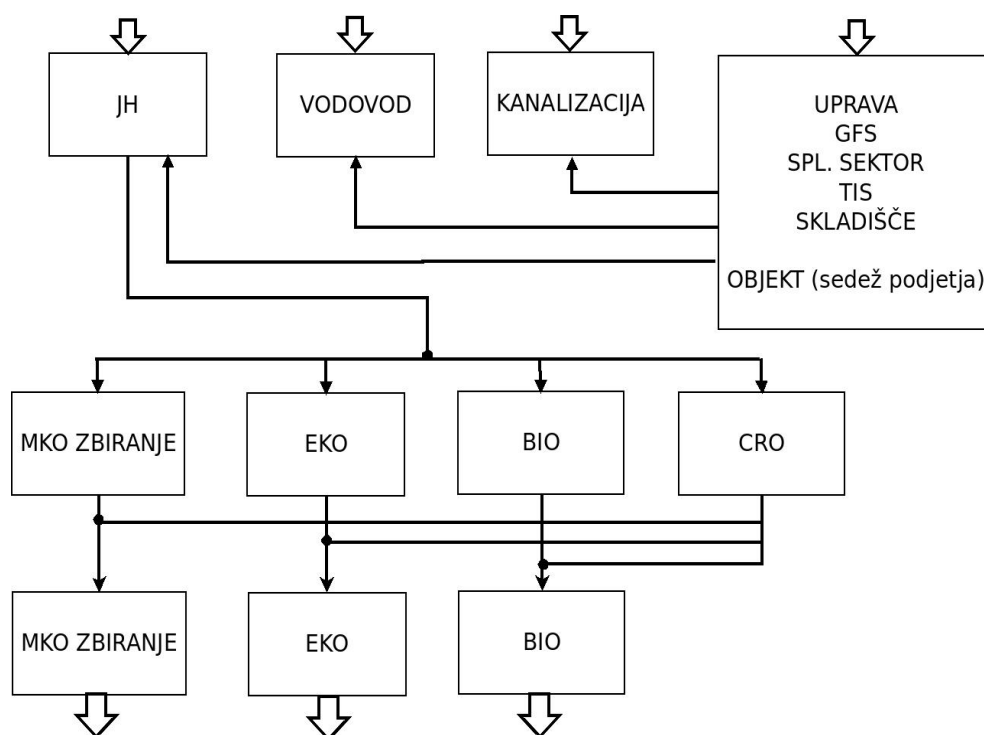 JH
VODOVOD
KANALIZACIJA
UPRAVA
GFS
SPL. SEKTOR
TIS
SKLADIŠČE
OBJEKT (sedež podjetja)
MKO ZBIRANJE
EKO
BIO
CRO
MKO ZBIRANJE
EKO
BIO